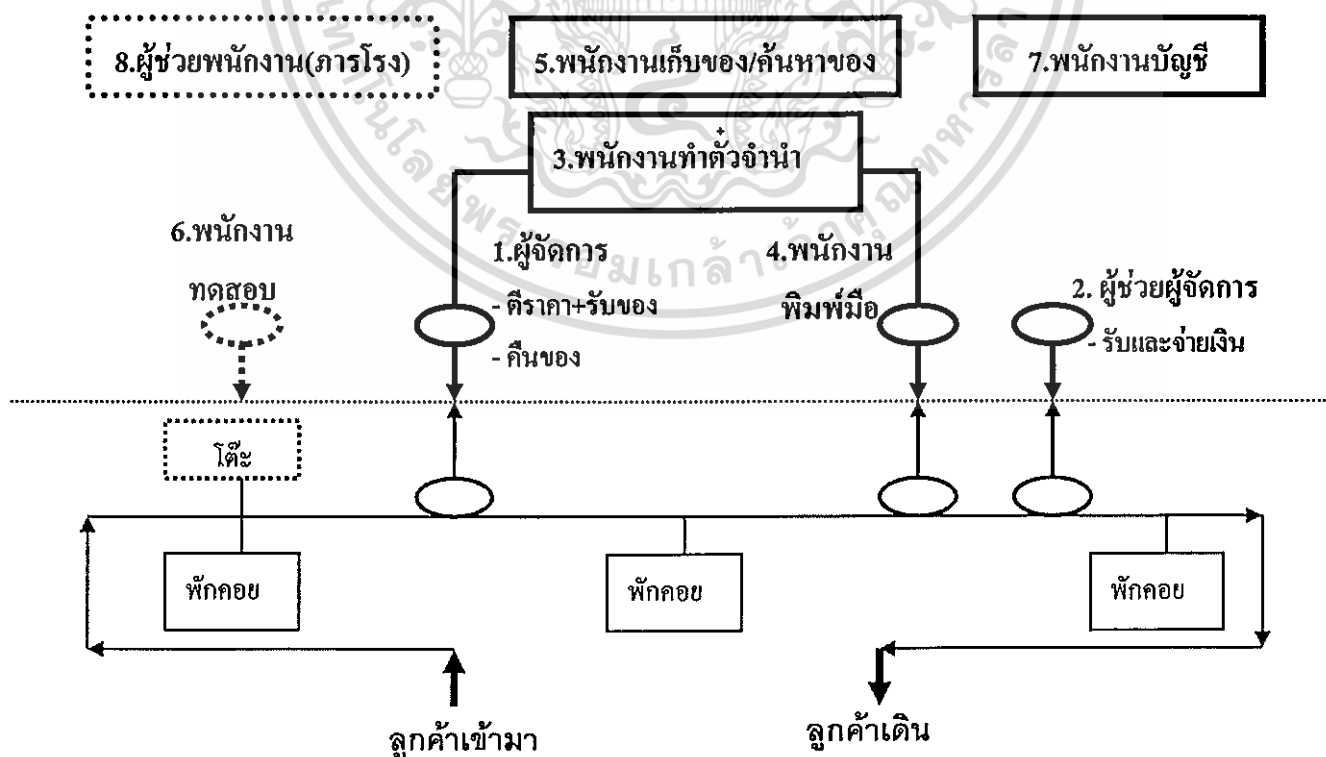 8.ผู้ช่วยพนักงาน(ภารโรง)
5.พนักงานเก็บของ/ค้นหาของ
7.พนักงานบัญชี
3.พนักงานทำตั๋วจำนำ
6.พนักงาน
ทดสอบ
1.ผู้จัดการ
- ตีราคา+รับของ
- คืนของ
4.พนักงาน
พิมพ์มือ
2. ผู้ช่วยผู้จัดการ
- รับและจ่ายเงิน
โต๊ะ
พักคอย
พักคอย
พักคอย
ลูกค้าเข้ามา
ลูกค้าเดิน